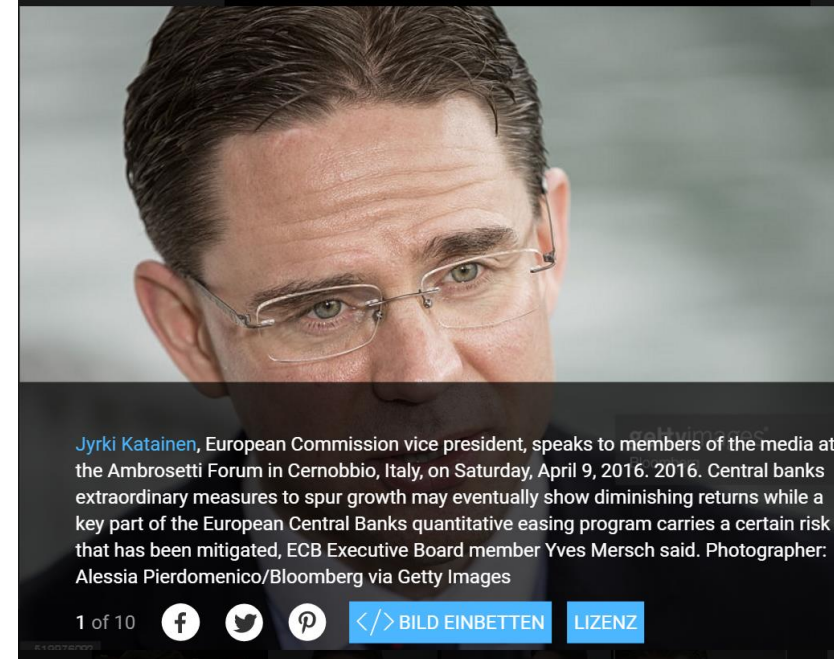 gettyimages®
Jyrki Katainen, European Commission vice president, speaks to members of the media at
the Ambrosetti Forum in Cernobbio, Italy, on Saturday, April 9, 2016. 2016. Central banks
extraordinary measures to spur growth may eventually show diminishing returns while a
key part of the European Central Banks quantitative easing program carries a certain risk
that has been mitigated, ECB Executive Board member Yves Mersch said. Photographer:
Alessia Pierdomenico/Bloomberg via Getty Images
1 of 10 </> BILD EINBETTEN LIZENZ